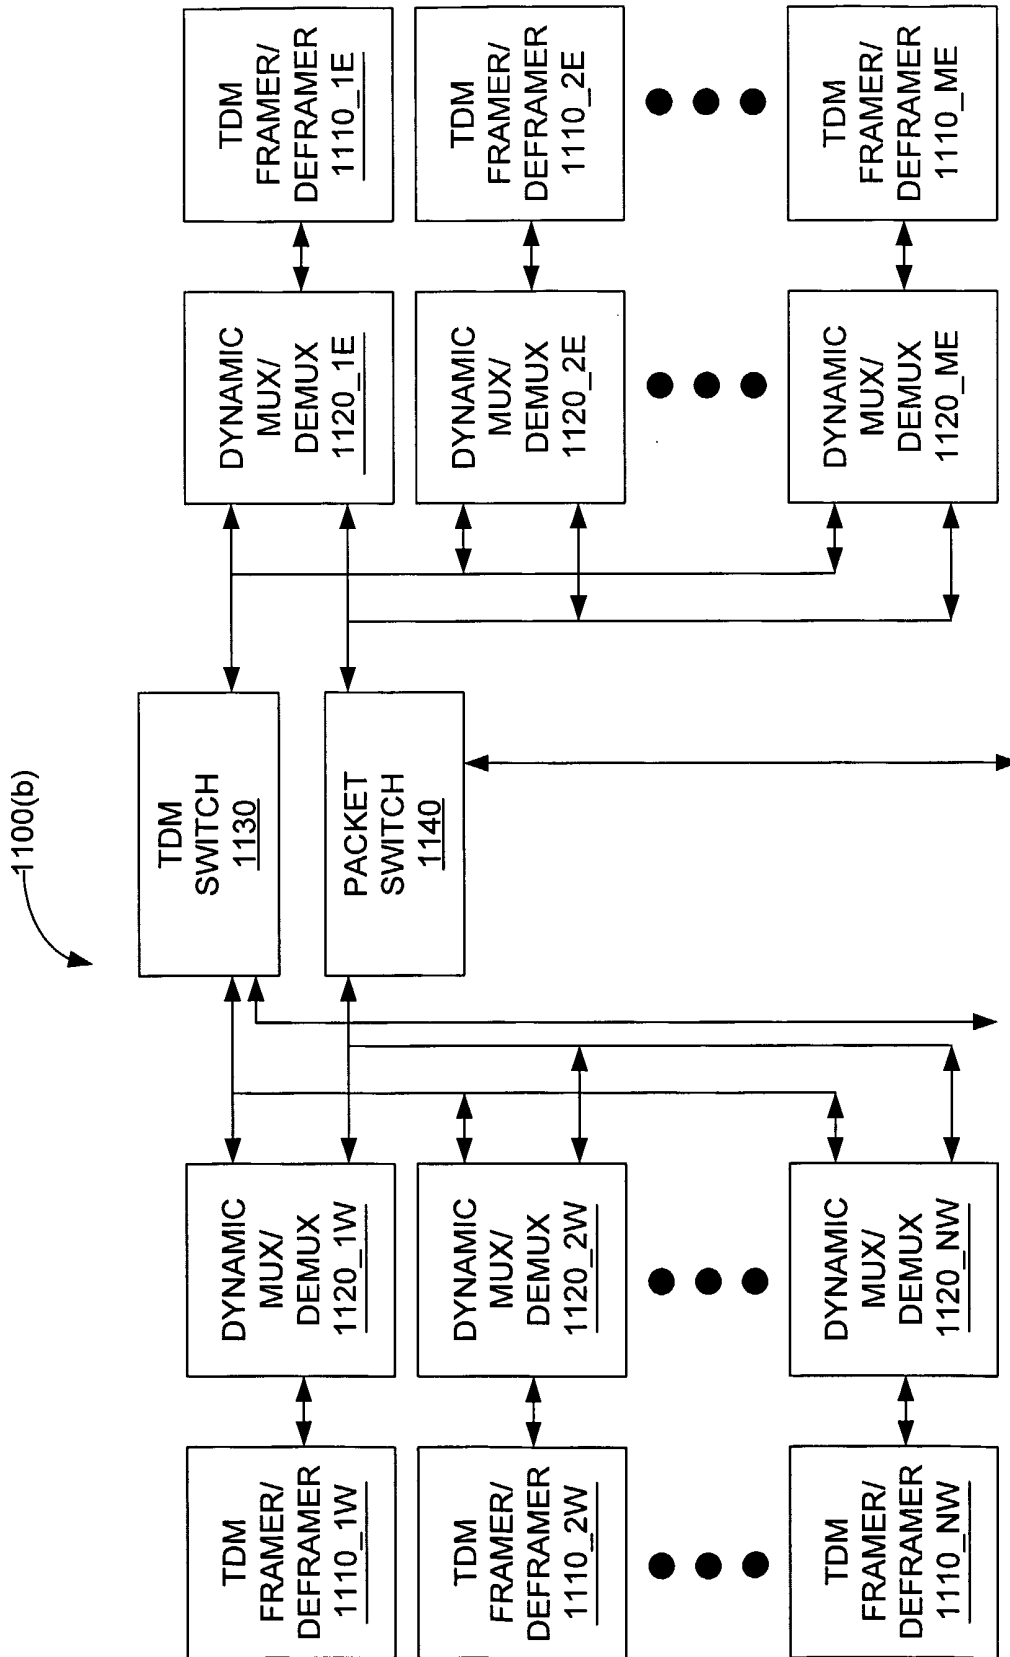 1100(b)
TDM
FRAMER/
DEFRAMER
1110_1W
DYNAMIC
MUX/
DEMUX
1120_1W
TDM
SWITCH
1130
DYNAMIC
MUX/
DEMUX
1120_1E
TDM
FRAMER/
DEFRAMER
1110_1E
PACKET
SWITCH
1140
TDM
FRAMER/
DEFRAMER
1110_2W
DYNAMIC
MUX/
DEMUX
1120_2W
DYNAMIC
MUX/
DEMUX
1120_2E
TDM
FRAMER/
DEFRAMER
1110_2E
TDM
FRAMER/
DEFRAMER
1110_NW
DYNAMIC
MUX/
DEMUX
1120_NW
DYNAMIC
MUX/
DEMUX
1120_ME
TDM
FRAMER/
DEFRAMER
1110_ME